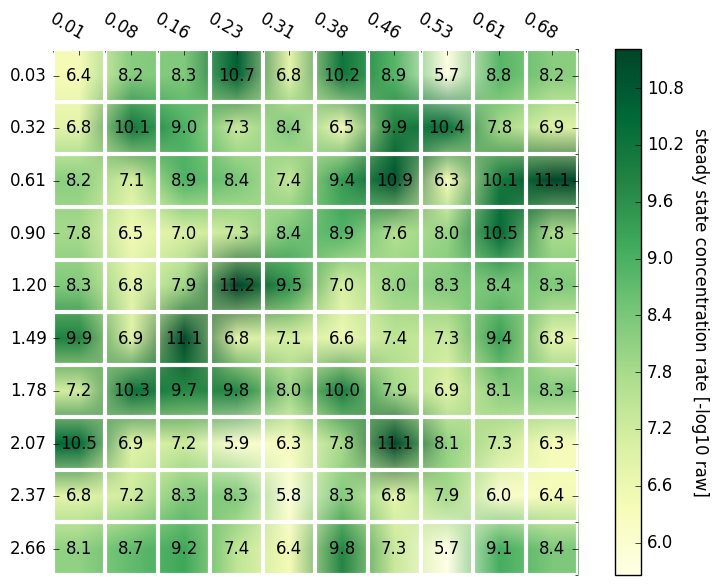 0.01 0.08 0.16 0.23 0.31 0.38 0.46 0.53 0.61 0.68
0.03 6.4 8.2 8.3 10.7 6.8 10.2 8.9 5.7 8.8 8.2
0.32 6.8 10.1 9.0 7.3 8.4 6.5 9.9 10.4 7.8 6.9
0.61 8.2 7.1 8.9 8.4 7.4 9.4 10.9 6.3 10.1 11.1
0.90 7.8 6.5 7.0 7.3 8.4 8.9 7.6 8.0 10.5 7.8
1.20 8.3 6.8 7.9 11.2 9.5 7.0 8.0 8.3 8.4 8.3
1.49 9.9 6.9 11.1 6.8 7.1 6.6 7.4 7.3 9.4 6.8
1.78 7.2 10.3 9.7 9.8 8.0 10.0 7.9 6.9 8.1 8.3
2.07 10.5 6.9 7.2 5.9 6.3 7.8 11.1 8.1 7.3 6.3
2.37 6.8 7.2 8.3 8.3 5.8 8.3 6.8 7.9 6.0 6.4
2.66 8.1 8.7 9.2 7.4 6.4 9.8 7.3 5.7 9.1 8.4
10.8
10.2
9.6
9.0
8.4
7.8
7.2
6.6
6.0
steady state concentration rate [-log10 raw]